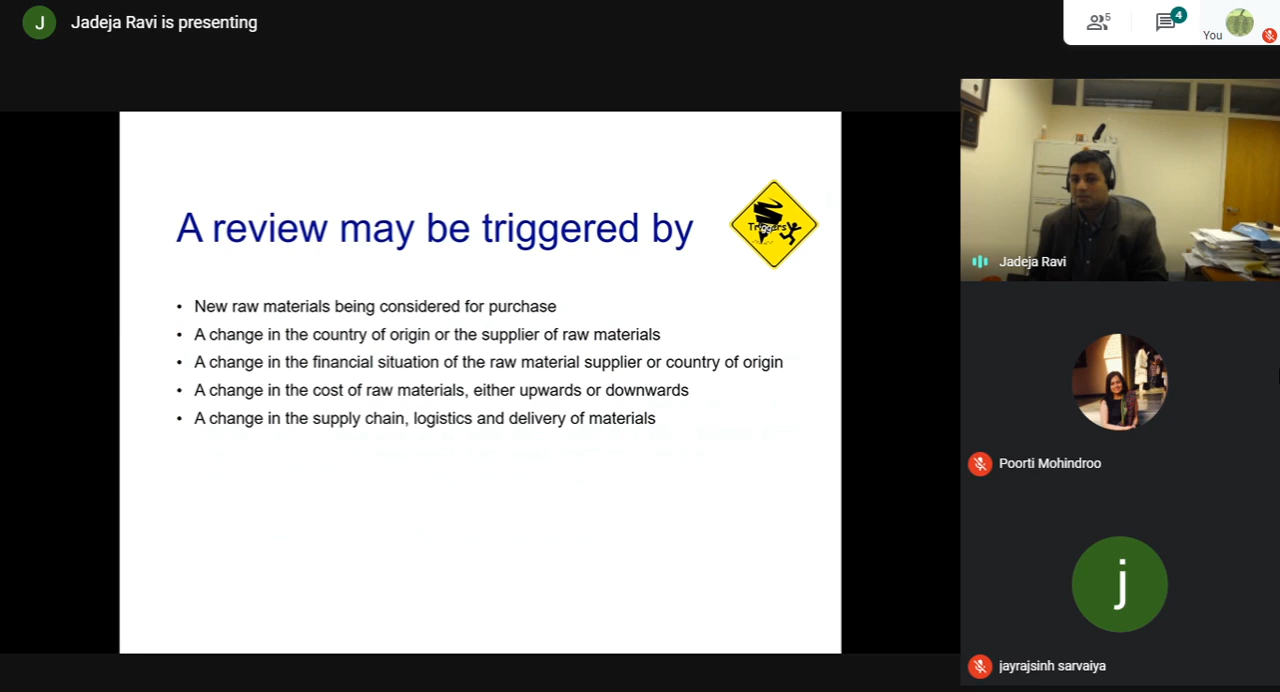 J
Jadeja Ravi is presenting
5
4
You
A review may be triggered by
Triggers
• New raw materials being considered for purchase
• A change in the country of origin or the supplier of raw materials
• A change in the financial situation of the raw material supplier or country of origin
• A change in the cost of raw materials, either upwards or downwards
• A change in the supply chain, logistics and delivery of materials
Jadeja Ravi
Poorti Mohindroo
j
jayrajsinh sarvaiya